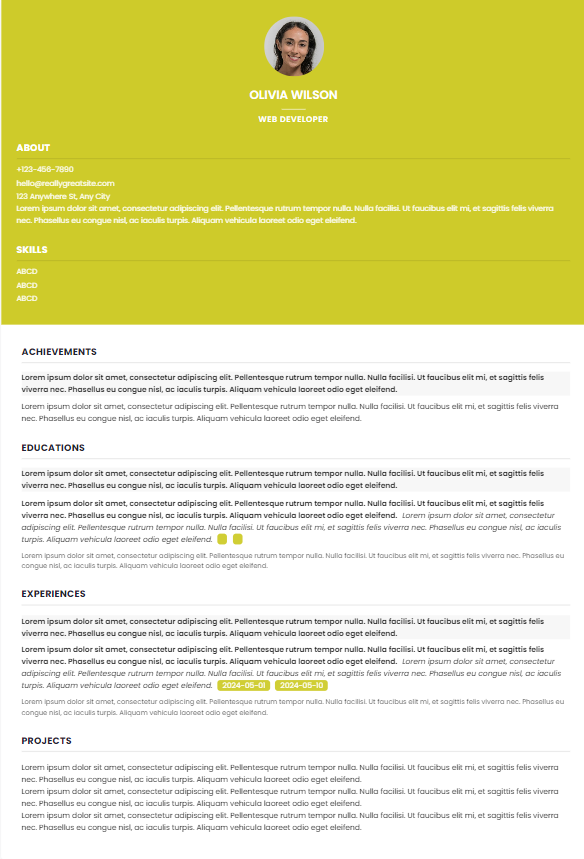 OLIVIA WILSON
WEB DEVELOPER
ABOUT
+123-456-7890
hello@reallygreatsite.com
123 Anywhere St, Any City
Lorem ipsum dolor sit amet, consectetur adipiscing elit. Pellentesque rutrum tempor nulla. Nulla facilisi. Ut faucibus elit mi, et sagittis felis viverra
nec. Phasellus eu congue nisl, ac iaculis turpis. Aliquam vehicula laoreet odio eget eleifend.
SKILLS
ABCD
ABCD
ABCD
ACHIEVEMENTS
Lorem ipsum dolor sit amet, consectetur adipiscing elit. Pellentesque rutrum tempor nulla. Nulla facilisi. Ut faucibus elit mi, et sagittis felis
viverra nec. Phasellus eu congue nisl, ac iaculis turpis. Aliquam vehicula laoreet odio eget eleifend.
Lorem ipsum dolor sit amet, consectetur adipiscing elit. Pellentesque rutrum tempor nulla. Nulla facilisi. Ut faucibus elit mi, et sagittis felis viverra
nec. Phasellus eu congue nisl, ac iaculis turpis. Aliquam vehicula laoreet odio eget eleifend.
EDUCATIONS
Lorem ipsum dolor sit amet, consectetur adipiscing elit. Pellentesque rutrum tempor nulla. Nulla facilisi. Ut faucibus elit mi, et sagittis felis
viverra nec. Phasellus eu congue nisl, ac iaculis turpis. Aliquam vehicula laoreet odio eget eleifend.
Lorem ipsum dolor sit amet, consectetur adipiscing elit. Pellentesque rutrum tempor nulla. Nulla facilisi. Ut faucibus elit mi, et sagittis felis
viverra nec. Phasellus eu congue nisl, ac iaculis turpis. Aliquam vehicula laoreet odio eget eleifend. Lorem ipsum dolor sit amet, consectetur
adipiscing elit. Pellentesque rutrum tempor nulla. Nulla facilisi. Ut faucibus elit mi, et sagittis felis viverra nec. Phasellus eu congue nisl, ac iaculis
turpis. Aliquam vehicula laoreet odio eget eleifend.
Lorem ipsum dolor sit amet, consectetur adipiscing elit. Pellentesque rutrum tempor nulla. Nulla facilisi. Ut faucibus elit mi, et sagittis felis viverra nec. Phasellus eu
congue nisl, ac iaculis turpis. Aliquam vehicula laoreet odio eget eleifend.
EXPERIENCES
Lorem ipsum dolor sit amet, consectetur adipiscing elit. Pellentesque rutrum tempor nulla. Nulla facilisi. Ut faucibus elit mi, et sagittis felis
viverra nec. Phasellus eu congue nisl, ac iaculis turpis. Aliquam vehicula laoreet odio eget eleifend.
Lorem ipsum dolor sit amet, consectetur adipiscing elit. Pellentesque rutrum tempor nulla. Nulla facilisi. Ut faucibus elit mi, et sagittis felis
viverra nec. Phasellus eu congue nisl, ac iaculis turpis. Aliquam vehicula laoreet odio eget eleifend. Lorem ipsum dolor sit amet, consectetur
adipiscing elit. Pellentesque rutrum tempor nulla. Nulla facilisi. Ut faucibus elit mi, et sagittis felis viverra nec. Phasellus eu congue nisl, ac iaculis
turpis. Aliquam vehicula laoreet odio eget eleifend. 2024-05-01 2024-05-10
Lorem ipsum dolor sit amet, consectetur adipiscing elit. Pellentesque rutrum tempor nulla. Nulla facilisi. Ut faucibus elit mi, et sagittis felis viverra nec. Phasellus eu
congue nisl, ac iaculis turpis. Aliquam vehicula laoreet odio eget eleifend.
PROJECTS
Lorem ipsum dolor sit amet, consectetur adipiscing elit. Pellentesque rutrum tempor nulla. Nulla facilisi. Ut faucibus elit mi, et sagittis felis viverra
nec. Phasellus eu congue nisl, ac iaculis turpis. Aliquam vehicula laoreet odio eget eleifend.
Lorem ipsum dolor sit amet, consectetur adipiscing elit. Pellentesque rutrum tempor nulla. Nulla facilisi. Ut faucibus elit mi, et sagittis felis viverra
nec. Phasellus eu congue nisl, ac iaculis turpis. Aliquam vehicula laoreet odio eget eleifend.
Lorem ipsum dolor sit amet, consectetur adipiscing elit. Pellentesque rutrum tempor nulla. Nulla facilisi. Ut faucibus elit mi, et sagittis felis viverra
nec. Phasellus eu congue nisl, ac iaculis turpis. Aliquam vehicula laoreet odio eget eleifend.